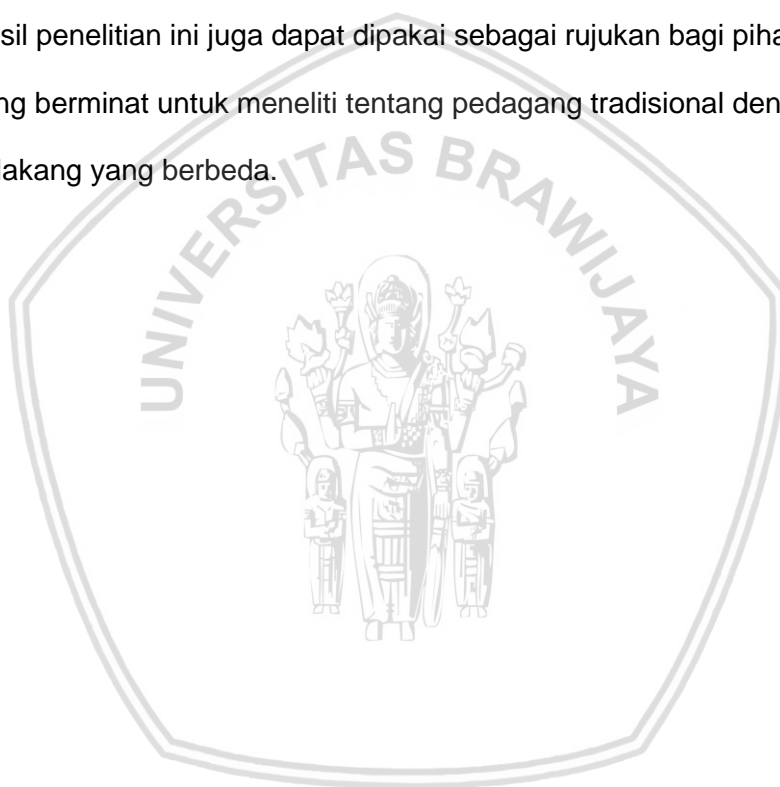 sil penelitian ini juga dapat dipakai sebagai rujukan bagi piha
ng berminat untuk meneliti tentang pedagang tradisional den
lakang yang berbeda.
UNIVERSITAS BRAWIJAYA